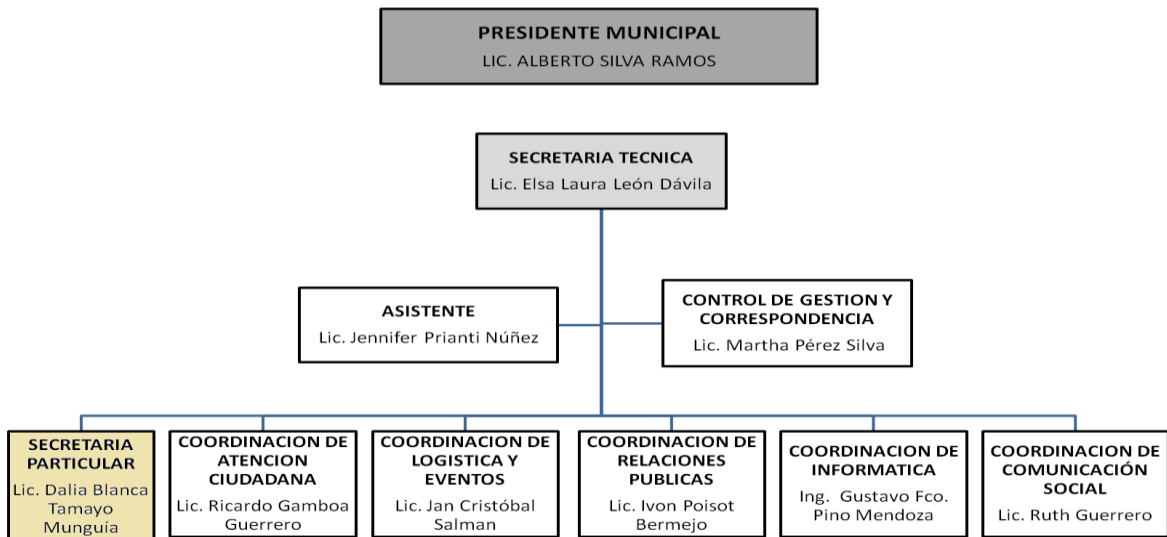 PRESIDENTE MUNICIPAL
LIC. ALBERTO SILVA RAMOS
SECRETARIA TECNICA
Lic. Elsa Laura León Dávila
ASISTENTE
Lic. Jennifer Prianti Núñez
CONTROL DE GESTION Y
CORRESPONDENCIA
Lic. Martha Pérez Silva
SECRETARIA
PARTICULAR
Lic. Dalia Blanca
Tamayo
Munguía
COORDINACION DE
ATENCION
CIUDADANA
Lic. Ricardo Gamboa
Guerrero
COORDINACION DE
LOGISTICA Y
EVENTOS
Lic. Jan Cristóbal
Salman
COORDINACION DE
RELACIONES
PUBLICAS
Lic. Ivon Poisot
Bermejo
COORDINACION DE
INFORMATICA
Ing. Gustavo Fco.
Pino Mendoza
COORDINACION DE
COMUNICACIÓN
SOCIAL
Lic. Ruth Guerrero